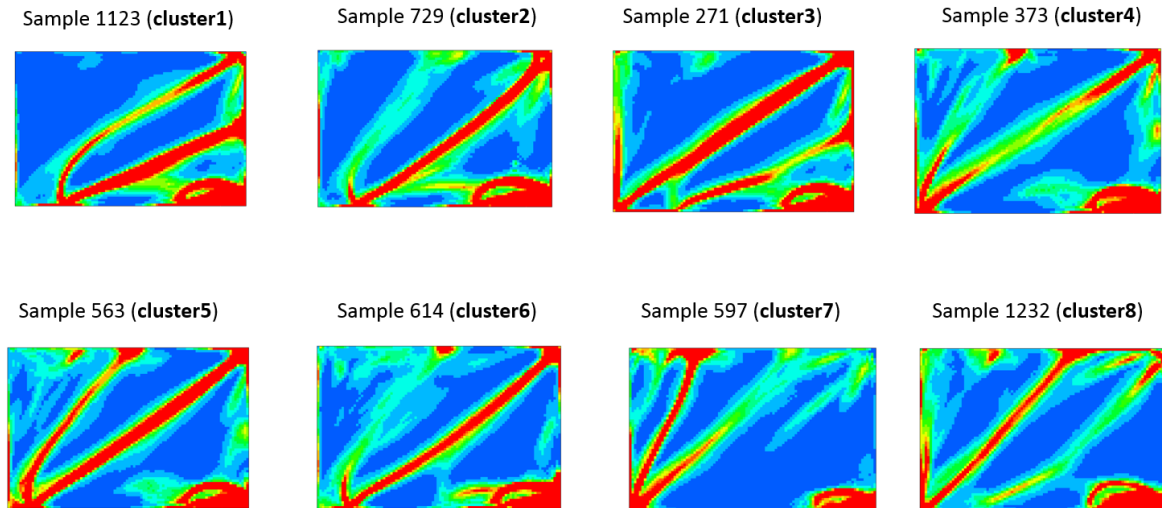 Sample 1123 (cluster1)
Sample 729 (cluster2)
Sample 271 (cluster3)
Sample 373 (cluster4)
Sample 563 (cluster5)
Sample 614 (cluster6)
Sample 597 (cluster7)
Sample 1232 (cluster8)